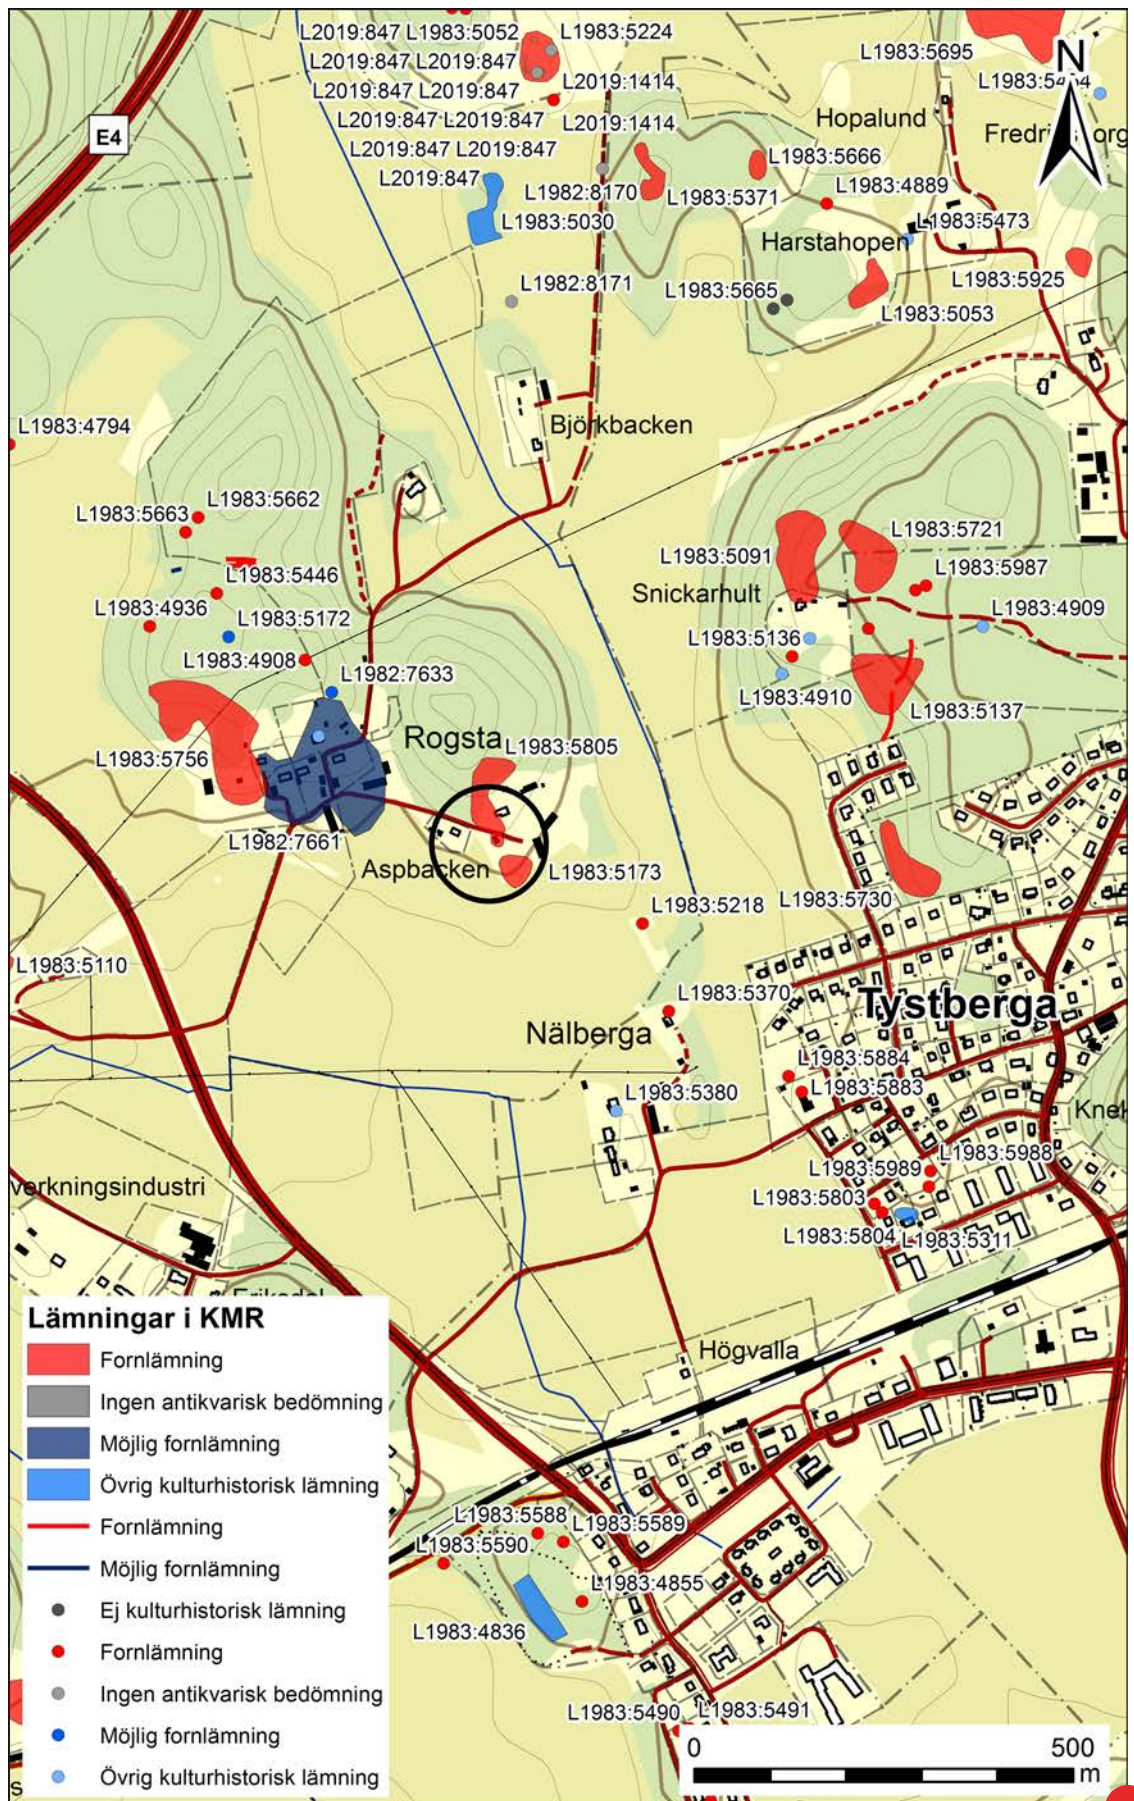 L2019:847 L1983:5052
L1983:5224
L2019:847 L2019:847
L2019:847 L2019:847
L2019:1414
L2019:847 L2019:847
L2019:1414
L2019:847 L2019:847
L2019:847
L1983:5695
N
E4
Hopalund
L1983:5666
L1982:8170
L1983:5371
L1983:4889
L1983:5030
L1983:5473
Harstahopen
L1982:8171
L1983:5665
L1983:5925
L1983:5053
L1983:4794
Björkbacken
L1983:5662
L1983:5663
L1983:5721
L1983:5091
L1983:5446
L1983:5987
Snickarhult
L1983:4936
L1983:4909
L1983:5172
L1983:5136
L1983:4908
L1982:7633
L1983:4910
L1983:5137
Rogsta
L1983:5805
L1983:5756
L1982:7661
Aspbacken
L1983:5173
L1983:5730
L1983:5218
L1983:5110
L1983:5370
Tystberga
Nälberga
L1983:5884
L1983:5883
L1983:5380
L1983:5988
L1983:5989
verkningsindustri
L1983:5803
L1983:5804
L1983:5311
Högvalla
Lämningar i KMR
Fornlämning
Ingen antikvarisk bedömning
Möjlig fornlämning
Övrig kulturhistorisk lämning
Fornlämning
Möjlig fornlämning
Ej kulturhistorisk lämning
Fornlämning
Ingen antikvarisk bedömning
Möjlig fornlämning
Övrig kulturhistorisk lämning
L1983:5588
L1983:5589
L1983:5590
L1983:4855
L1983:4836
L1983:5490
L1983:5491
0
500
m